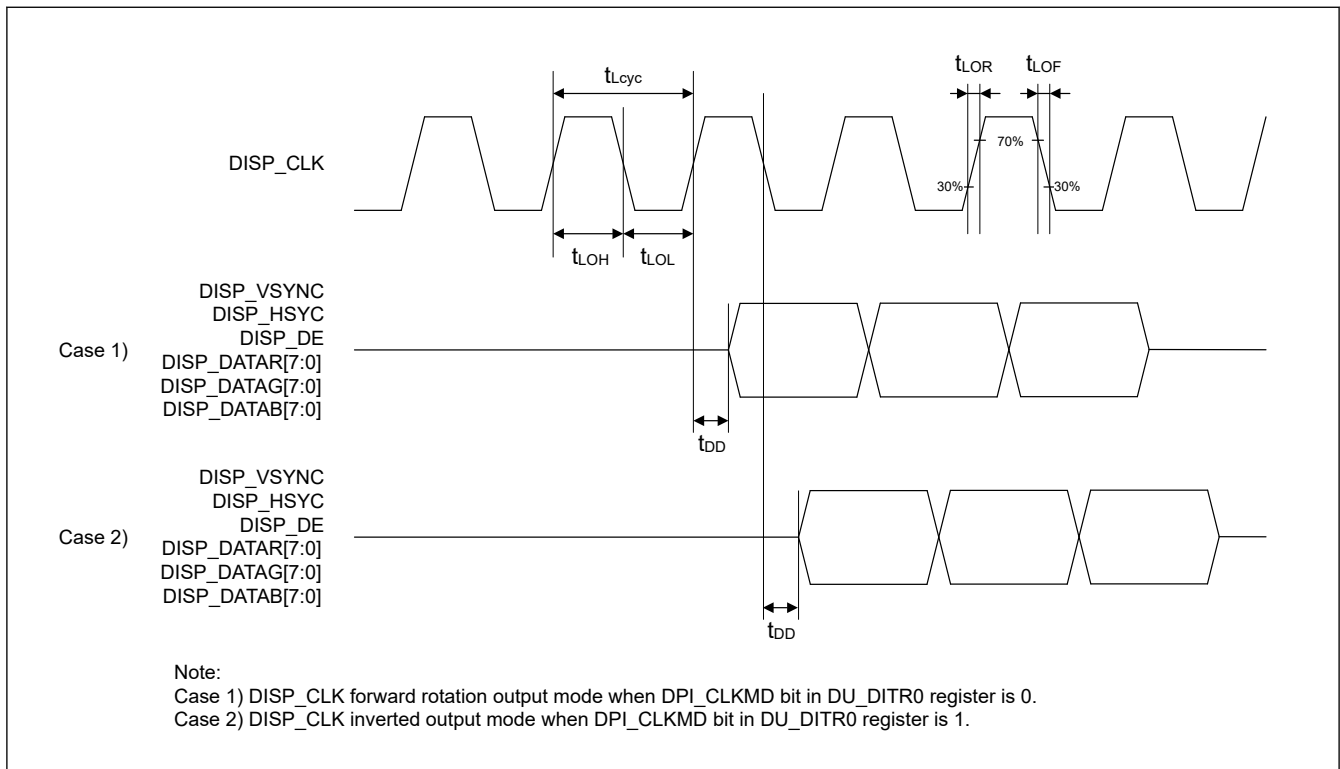 tLcyc
tLOR
tLOF
DISP_CLK
70%
30%
30%
tLOH
tLOL
DISP_VSYNC
DISP_HSYC
DISP_DE
Case 1)
DISP_DATAR[7:0]
DISP_DATAG[7:0]
DISP_DATAB[7:0]
tDD
DISP_VSYNC
DISP_HSYC
DISP_DE
Case 2)
DISP_DATAR[7:0]
DISP_DATAG[7:0]
DISP_DATAB[7:0]
tDD
Note:
Case 1) DISP_CLK forward rotation output mode when DPI_CLKMD bit in DU_DITR0 register is 0.
Case 2) DISP_CLK inverted output mode when DPI_CLKMD bit in DU_DITR0 register is 1.